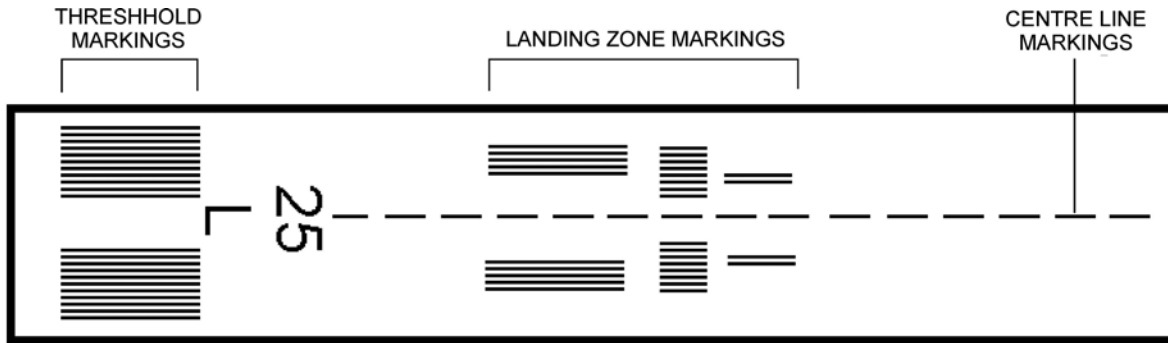 THRESHHOLD
MARKINGS
LANDING ZONE MARKINGS
CENTRE LINE
MARKINGS
L
25